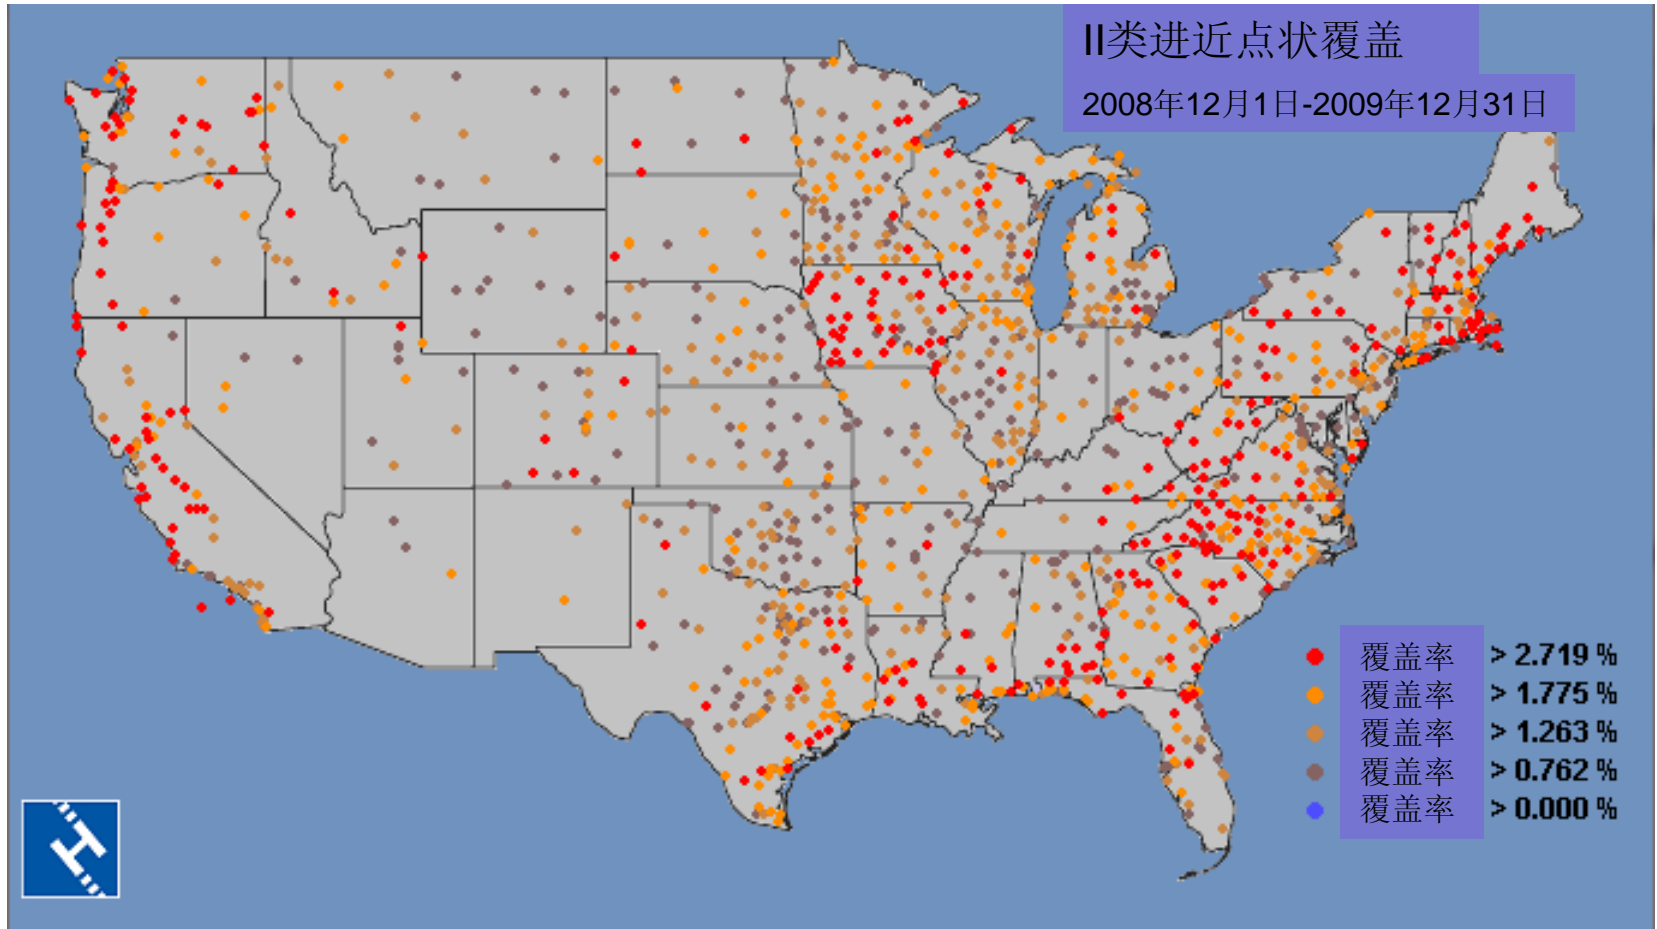 II类进近点状覆盖
2008年12月1日-2009年12月31日
覆盖率 > 2.719 %
覆盖率 > 1.775 %
覆盖率 > 1.263 %
覆盖率 > 0.762 %
覆盖率 > 0.000 %